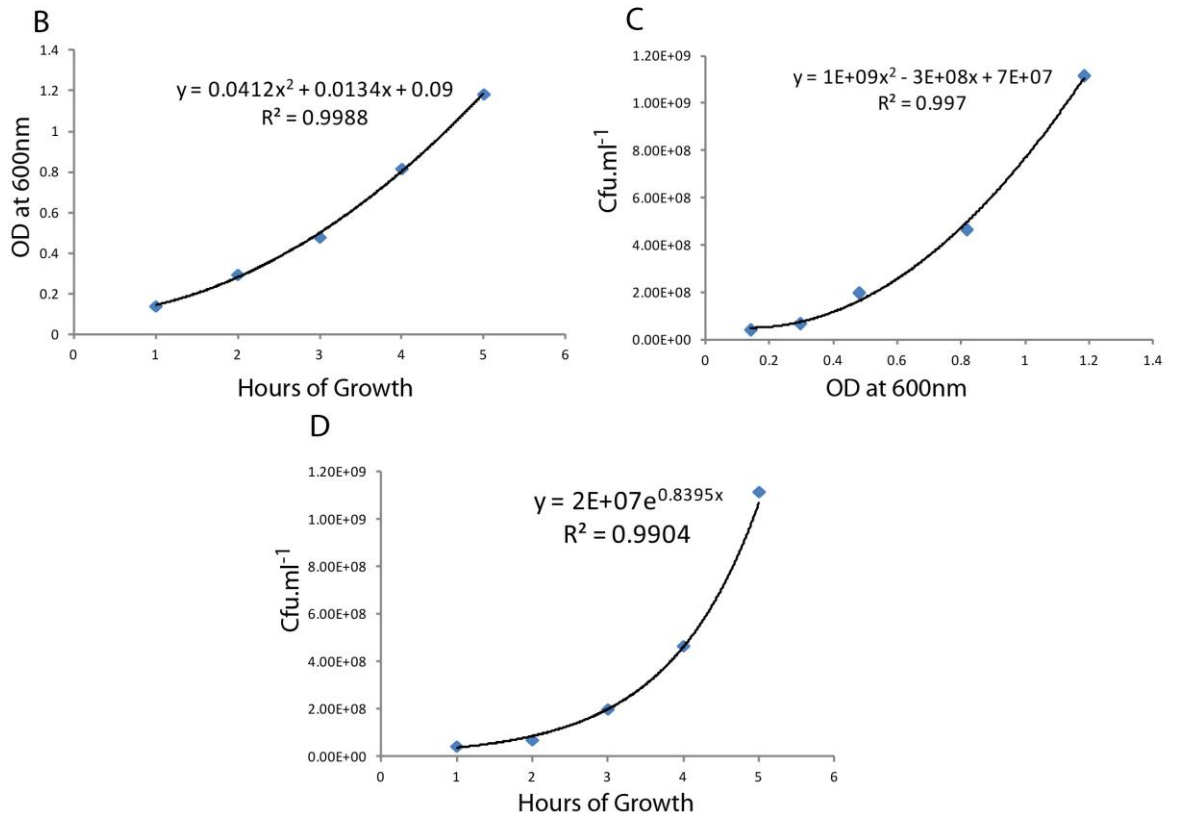 B
y = 0.0412x² + 0.0134x + 0.09
R² = 0.9988
OD at 600nm
1.4
1.2
1
0.8
0.6
0.4
0.2
0
0 1 2 3 4 5 6
Hours of Growth
C
y = 1E+09x² - 3E+08x + 7E+07
R² = 0.997
Cfu.ml⁻¹
1.20E+09
1.00E+09
8.00E+08
6.00E+08
4.00E+08
2.00E+08
0.00E+00
0 0.2 0.4 0.6 0.8 1 1.2 1.4
OD at 600nm
D
y = 2E+07e^0.8395x
R² = 0.9904
Cfu.ml⁻¹
1.20E+09
1.00E+09
8.00E+08
6.00E+08
4.00E+08
2.00E+08
0.00E+00
0 1 2 3 4 5 6
Hours of Growth